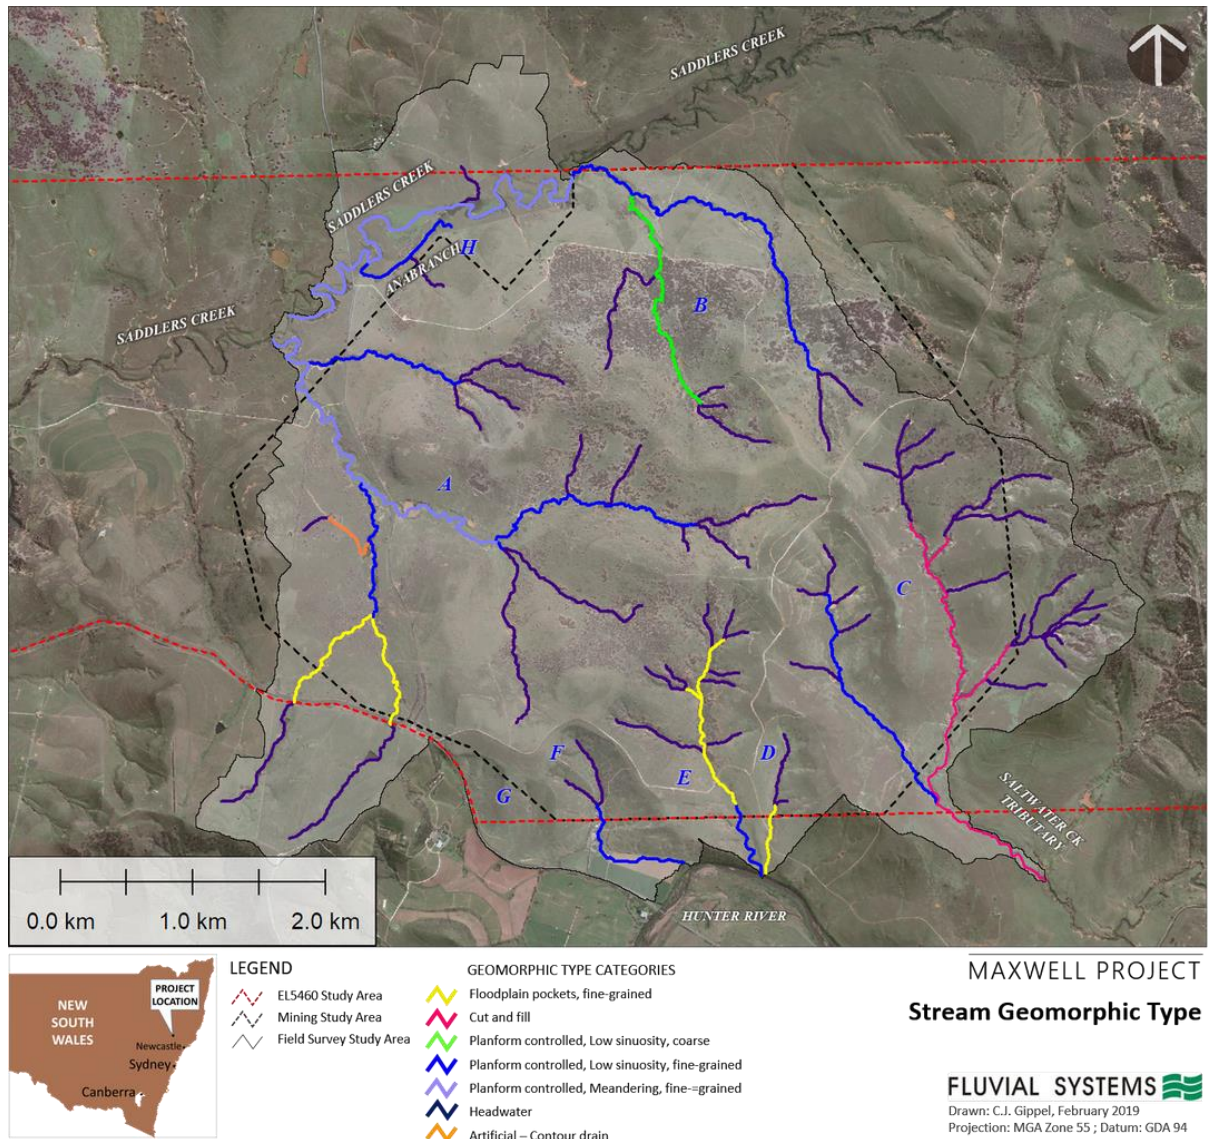 SADDLERS CREEK
SADDLERS CREEK
H
ANABRANCH
B
SADDLERS CREEK
A
C
F
D
E
G
SALTWATER CK
TRIBUTARY
HUNTER RIVER
0.0 km 1.0 km 2.0 km
NEW
SOUTH
WALES
PROJECT
LOCATION
Newcastle
Sydney
Canberra
LEGEND
EL5460 Study Area
Mining Study Area
Field Survey Study Area
GEOMORPHIC TYPE CATEGORIES
Floodplain pockets, fine-grained
Cut and fill
Planform controlled, Low sinuosity, coarse
Planform controlled, Low sinuosity, fine-grained
Planform controlled, Meandering, fine-=grained
Headwater
Artificial – Contour drain
MAXWELL PROJECT
Stream Geomorphic Type
FLUVIAL SYSTEMS
Drawn: C.J. Gippel, February 2019
Projection: MGA Zone 55 ; Datum: GDA 94